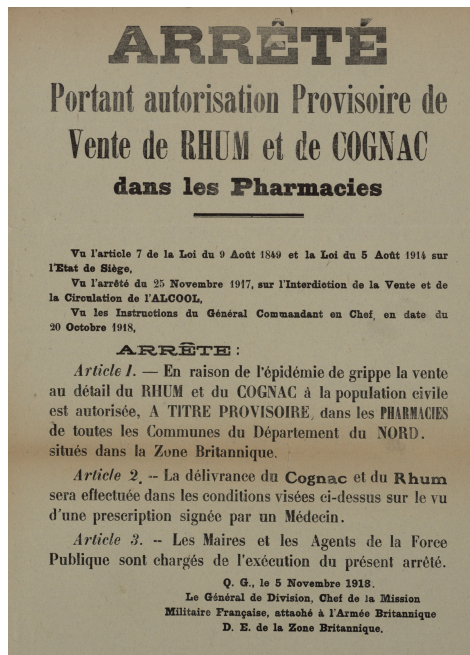 ARRÊTÉ
Portant autorisation Provisoire de
Vente de RHUM et de COGNAC
dans les Pharmacies
Vu l'article 7 de la Loi du 9 Août 1849 et la Loi du 5 Août 1914 sur
l'Etat de Siège,
Vu l'arrêté du 25 Novembre 1917, sur l'Interdiction de la Vente et de
la Circulation de l'ALCOOL,
Vu les Instructions du Général Commandant en Chef, en date du
20 Octobre 1918,
ARRÊTE :
Article 1. — En raison de l'épidémie de grippe la vente
au détail du RHUM et du COGNAC à la population civile
est autorisée, A TITRE PROVISOIRE, dans les PHARMACIES
de toutes les Communes du Département du NORD.
situés dans la Zone Britannique.
Article 2. -- La délivrance du Cognac et du Rhum
sera effectuée dans les conditions visées ci-dessus sur le vu
d'une prescription signée par un Médecin.
Article 3. -- Les Maires et les Agents de la Force
Publique sont chargés de l'exécution du présent arrêté.
Q. G., le 5 Novembre 1918.
Le Général de Division, Chef de la Mission
Militaire Française, attaché à l'Armée Britannique
D. E. de la Zone Britannique.